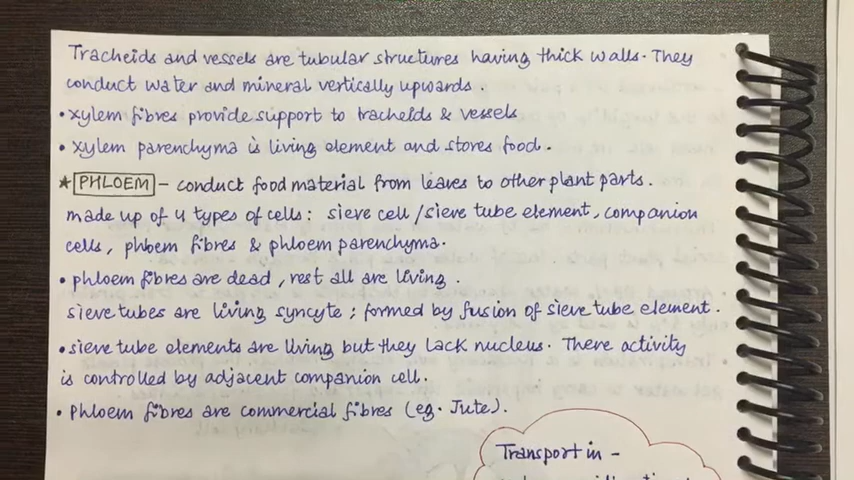 Tracheids and vessels are tubular structures having thick walls. They
conduct water and mineral vertically upwards.
• xylem fibres provide support to tracheids & vessels
• xylem parenchyma is living element and stores food.
★ PHLOEM – conduct food material from leaves to other plant parts.
made up of 4 types of cells: sieve cell/sieve tube element, companion
cells, phloem fibres & phloem parenchyma.
• phloem fibres are dead, rest all are living.
sieve tubes are living syncyte; formed by fusion of sieve tube element.
• sieve tube elements are living but they lack nucleus. There activity
is controlled by adjacent companion cell.
• Phloem fibres are commercial fibres (eg. Jute).
Transport in –